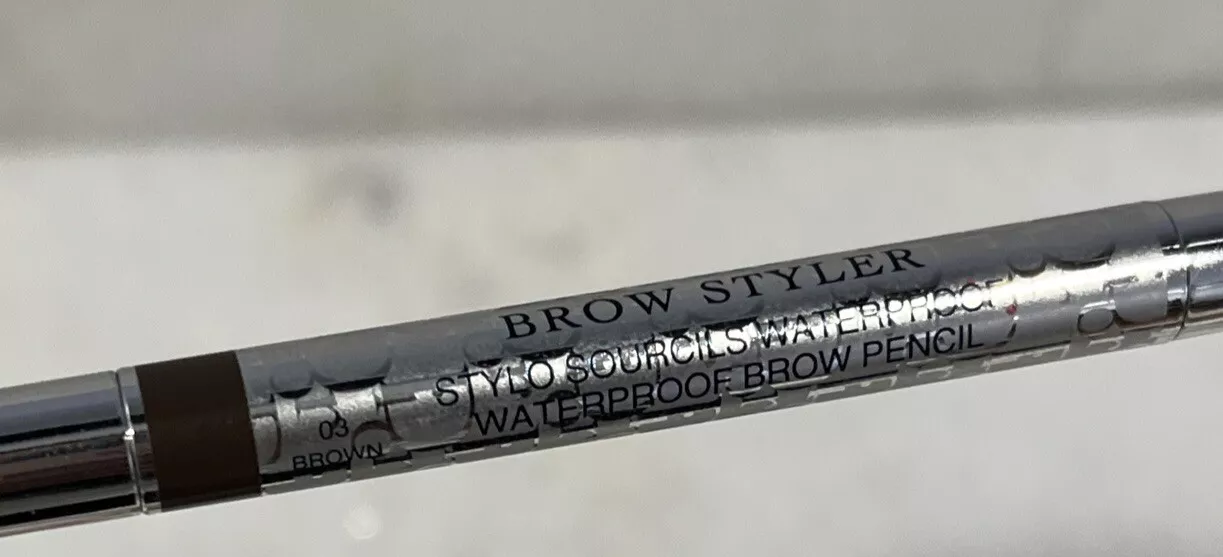 BROW STYLER
STYLO SOURCILS WATERPROOF
WATERPROOF BROW PENCIL
03
BROWN